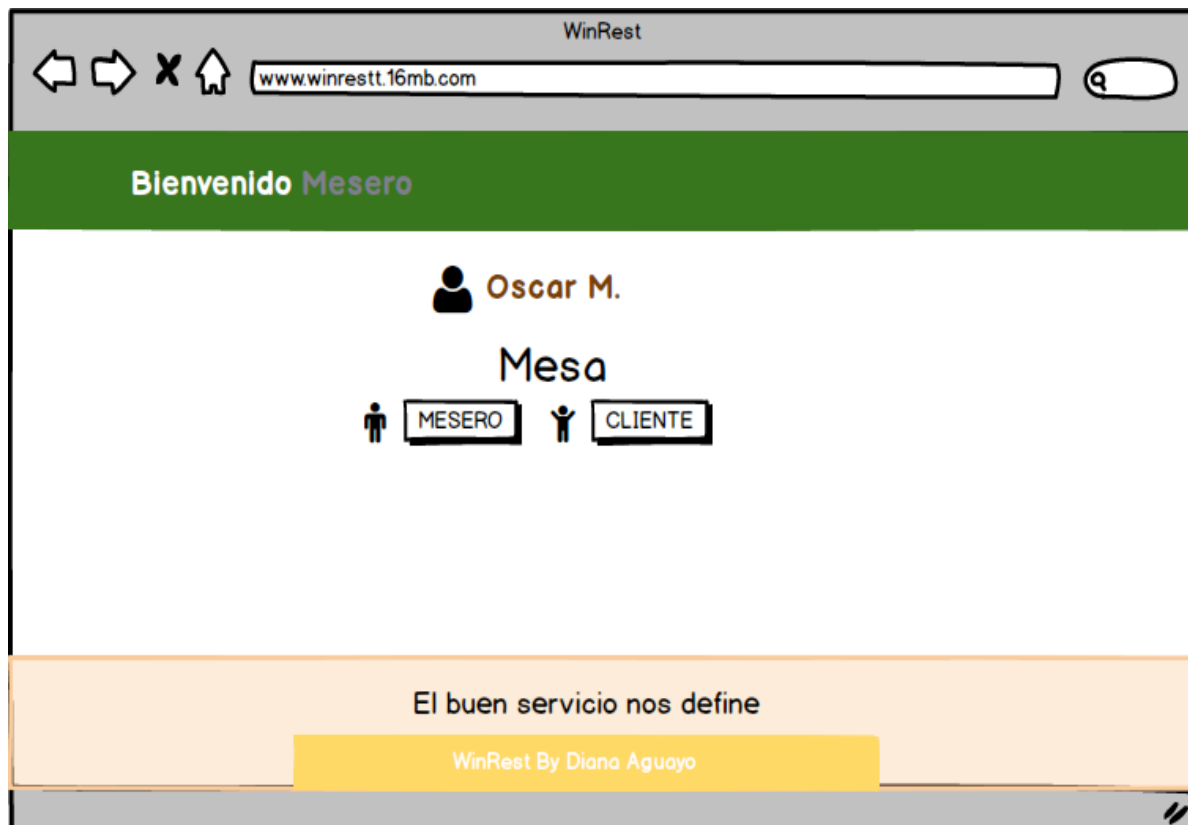 WinRest
www.winrestt.16mb.com
Bienvenido Mesero
Oscar M.
Mesa
MESERO CLIENTE
El buen servicio nos define
WinRest By Diana Aguayo